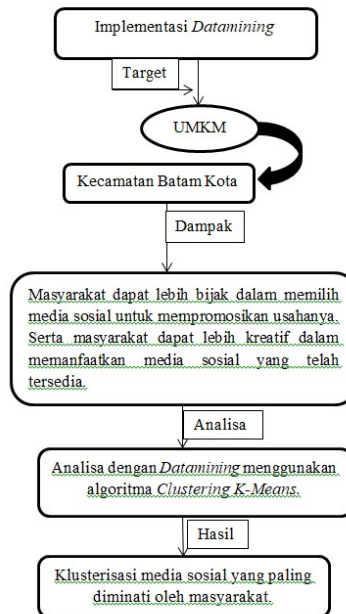 Implementasi Datamining
Target
UMKM
Kecamatan Batam Kota
Dampak
Masyarakat dapat lebih bijak dalam memilih
media sosial untuk mempromosikan usahanya.
Serta masyarakat dapat lebih kreatif dalam
memanfaatkan media sosial yang telah
tersedia.
Analisa
Analisa dengan Datamining menggunakan
algoritma Clustering K-Means.
Hasil
Klusterisasi media sosial yang paling
diminati oleh masyarakat.